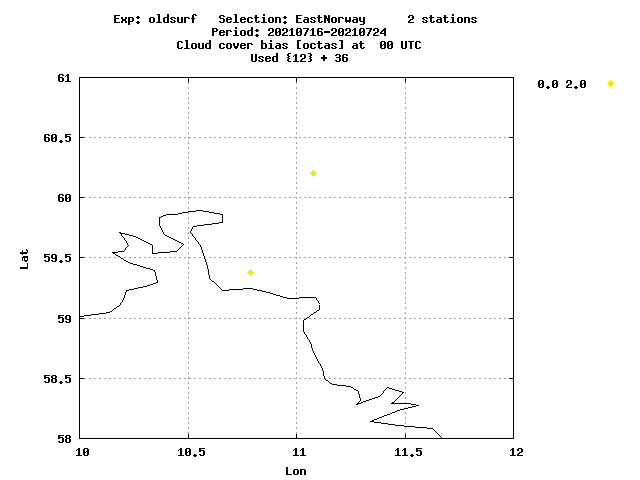 Exp: oldsurf   Selection: EastNorway      2 stations
Period: 20210716-20210724
Cloud cover bias [octas] at  00 UTC
Used {12} + 36
0.0 2.0
61
60.5
60
59.5
59
58.5
58
Lat
10
10.5
11
11.5
12
Lon